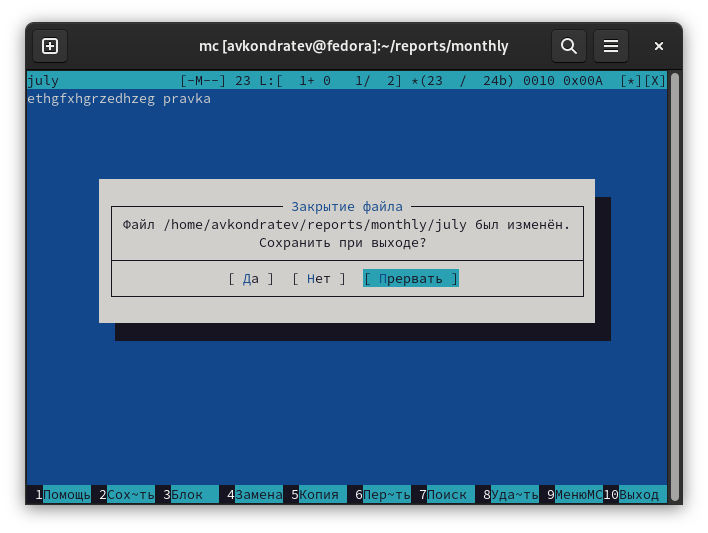 mc [avkondratev@fedora]:~/reports/monthly
july [-M--] 23 L:[ 1+ 0 1/ 2] *(23 / 24b) 0010 0x00A [*][X]
ethgfxhgrzedhzeg pravka
Закрытие файла
Файл /home/avkondratev/reports/monthly/july был изменён.
Сохранить при выходе?
[ Да ] [ Нет ] [ Прервать ]
1Помощь 2Сох~ть 3Блок 4Замена 5Копия 6Пер~ть 7Поиск 8Уда~ть 9МенюMC 10Выход